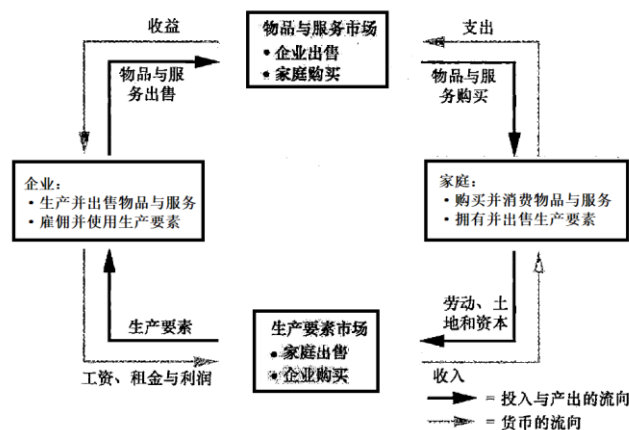 收益
物品与服务市场
• 企业出售
• 家庭购买
支出
物品与服
务出售
物品与服
务购买
企业：
• 生产并出售物品与服务
• 雇佣并使用生产要素
家庭：
• 购买并消费物品与服务
• 拥有并出售生产要素
生产要素
生产要素市场
• 家庭出售
• 企业购买
劳动、土
地和资本
工资、租金与利润
收入
= 投入与产出的流向
= 货币的流向